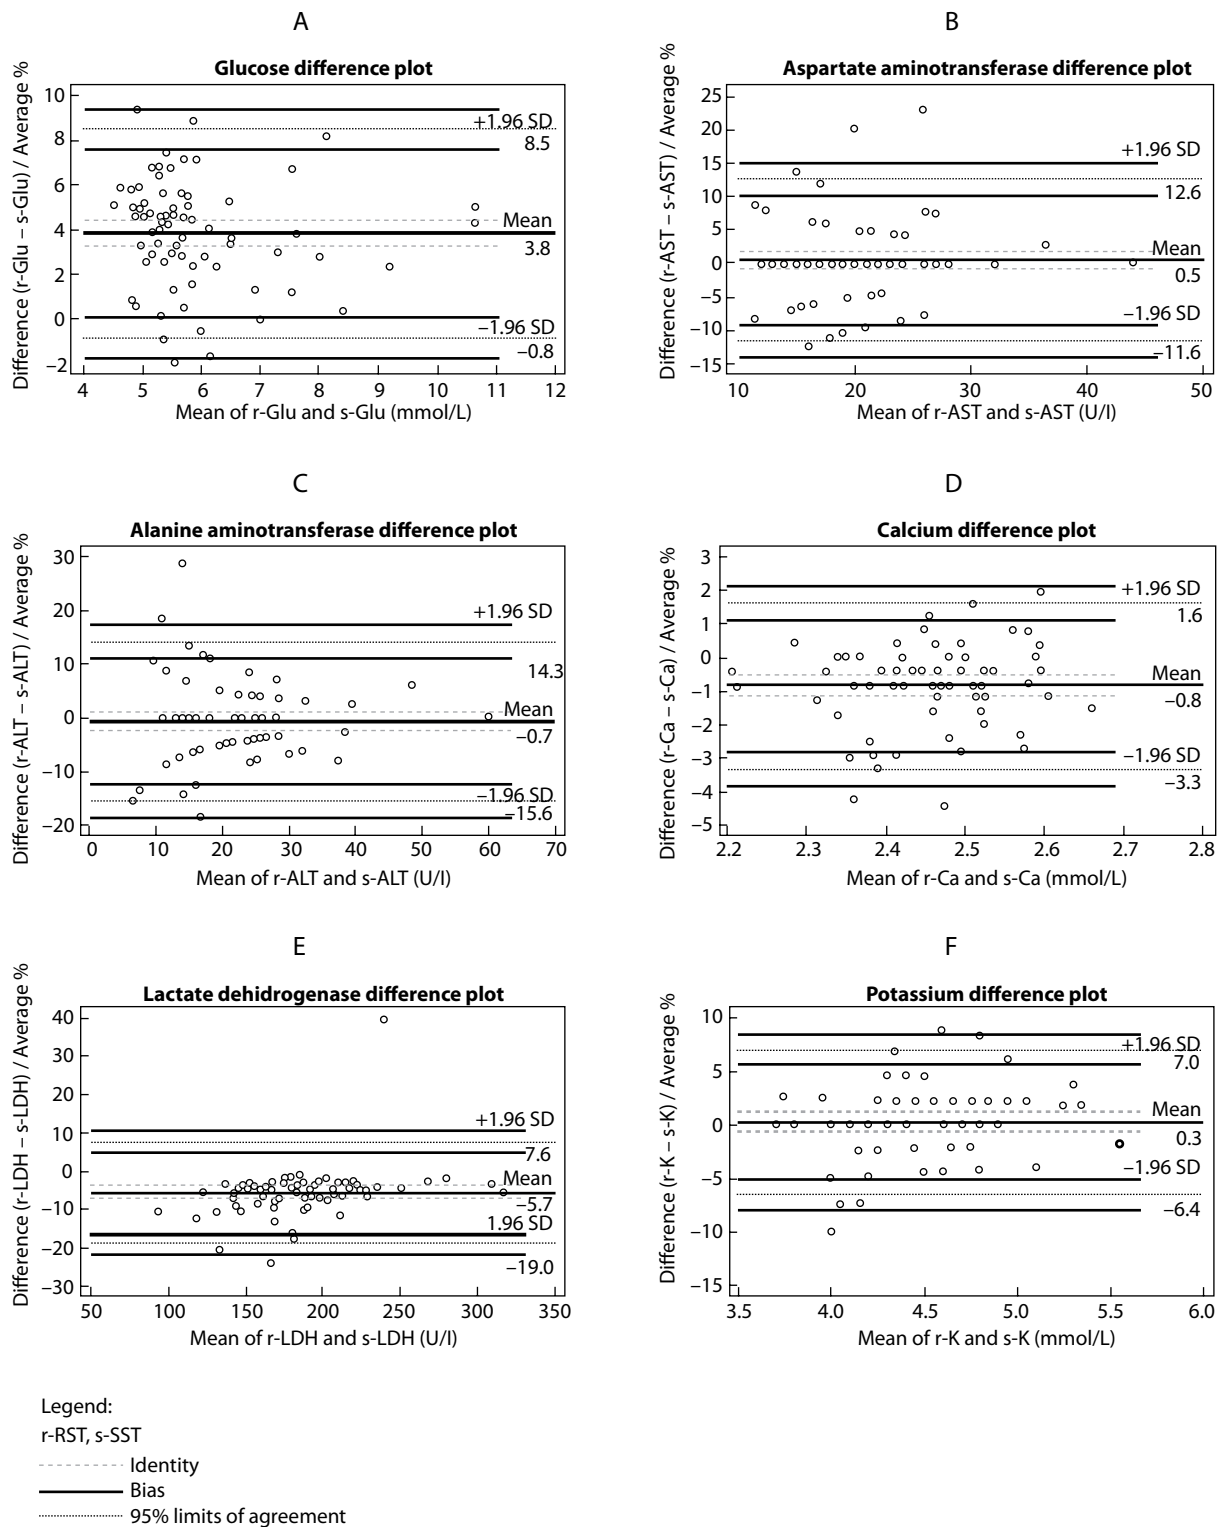 A
Glucose difference plot
Difference (r-Glu – s-Glu) / Average %
10
8
6
4
2
0
–2
+1.96 SD
8.5
Mean
3.8
–1.96 SD
–0.8
4 5 6 7 8 9 10 11 12
Mean of r-Glu and s-Glu (mmol/L)
B
Aspartate aminotransferase difference plot
Difference (r-AST – s-AST) / Average %
25
20
15
10
5
0
–5
–10
–15
+1.96 SD
12.6
Mean
0.5
–1.96 SD
–11.6
10 20 30 40 50
Mean of r-AST and s-AST (U/I)
C
Alanine aminotransferase difference plot
Difference (r-ALT – s-ALT) / Average %
30
20
10
0
–10
–20
+1.96 SD
14.3
Mean
–0.7
–1.96 SD
–15.6
0 10 20 30 40 50 60 70
Mean of r-ALT and s-ALT (U/I)
D
Calcium difference plot
Difference (r-Ca – s-Ca) / Average %
3
2
1
0
–1
–2
–3
–4
–5
+1.96 SD
1.6
Mean
–0.8
–1.96 SD
–3.3
2.2 2.3 2.4 2.5 2.6 2.7 2.8
Mean of r-Ca and s-Ca (mmol/L)
E
Lactate dehidrogenase difference plot
Difference (r-LDH – s-LDH) / Average %
40
30
20
10
0
–10
–20
–30
+1.96 SD
7.6
Mean
–5.7
1.96 SD
–19.0
50 100 150 200 250 300 350
Mean of r-LDH and s-LDH (U/I)
F
Potassium difference plot
Difference (r-K – s-K) / Average %
10
5
0
–5
–10
–15
+1.96 SD
7.0
Mean
0.3
–1.96 SD
–6.4
3.5 4.0 4.5 5.0 5.5 6.0
Mean of r-K and s-K (mmol/L)
Legend:
r-RST, s-SST
Identity
Bias
95% limits of agreement